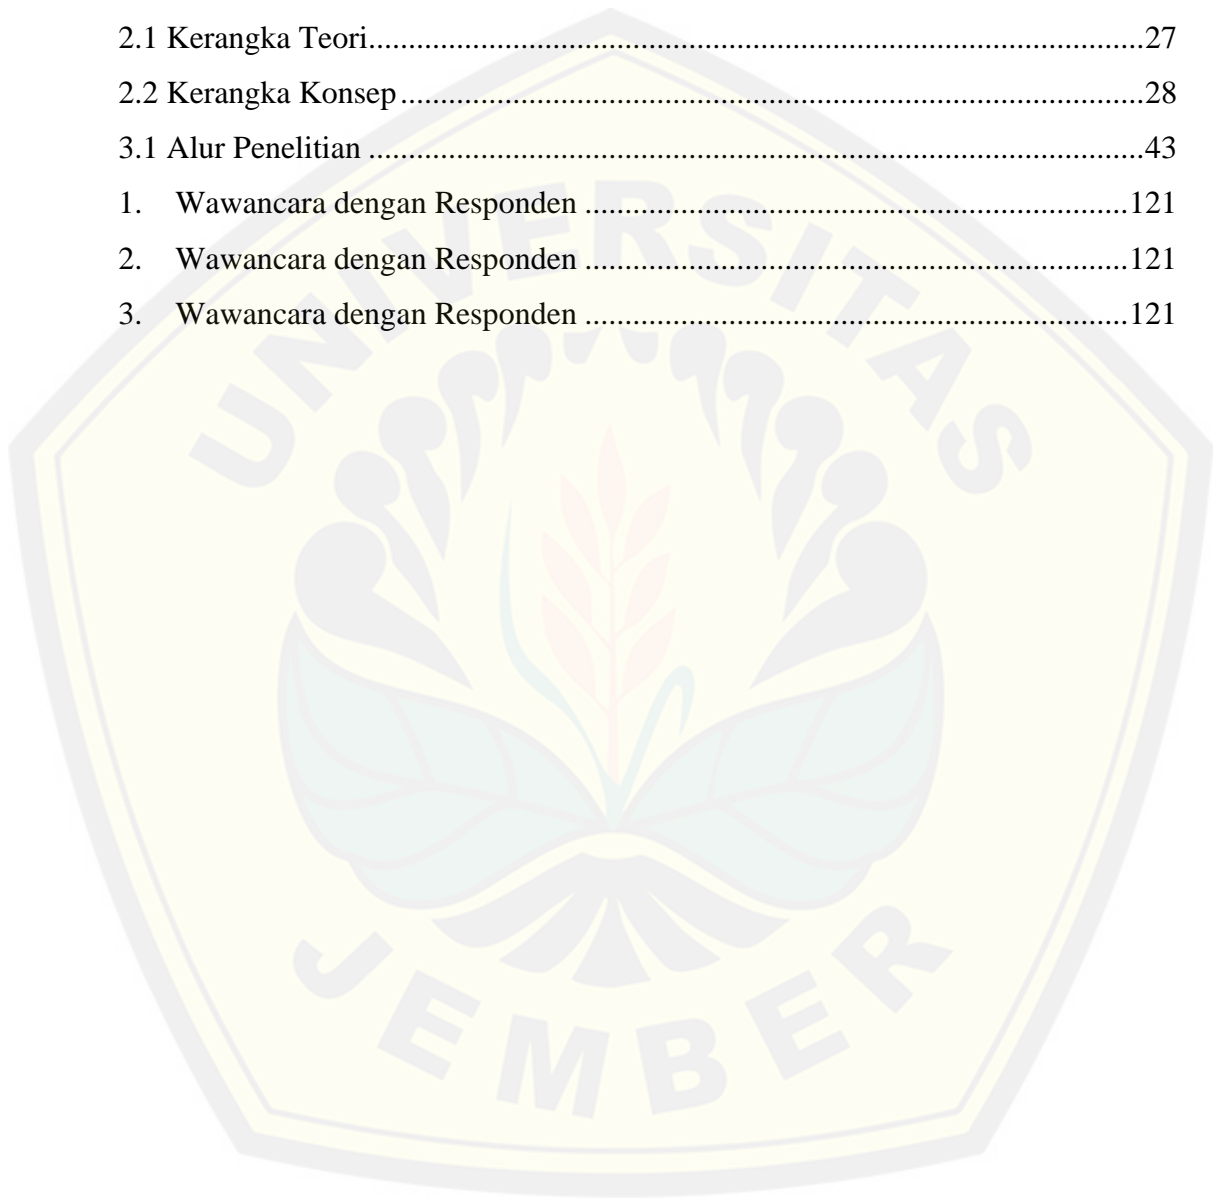 2.1 Kerangka Teori................................................................................................27
2.2 Kerangka Konsep............................................................................................28
3.1 Alur Penelitian ................................................................................................43
1. Wawancara dengan Responden ....................................................................121
2. Wawancara dengan Responden ....................................................................121
3. Wawancara dengan Responden ....................................................................121
UNIVERSITAS
JEMBER